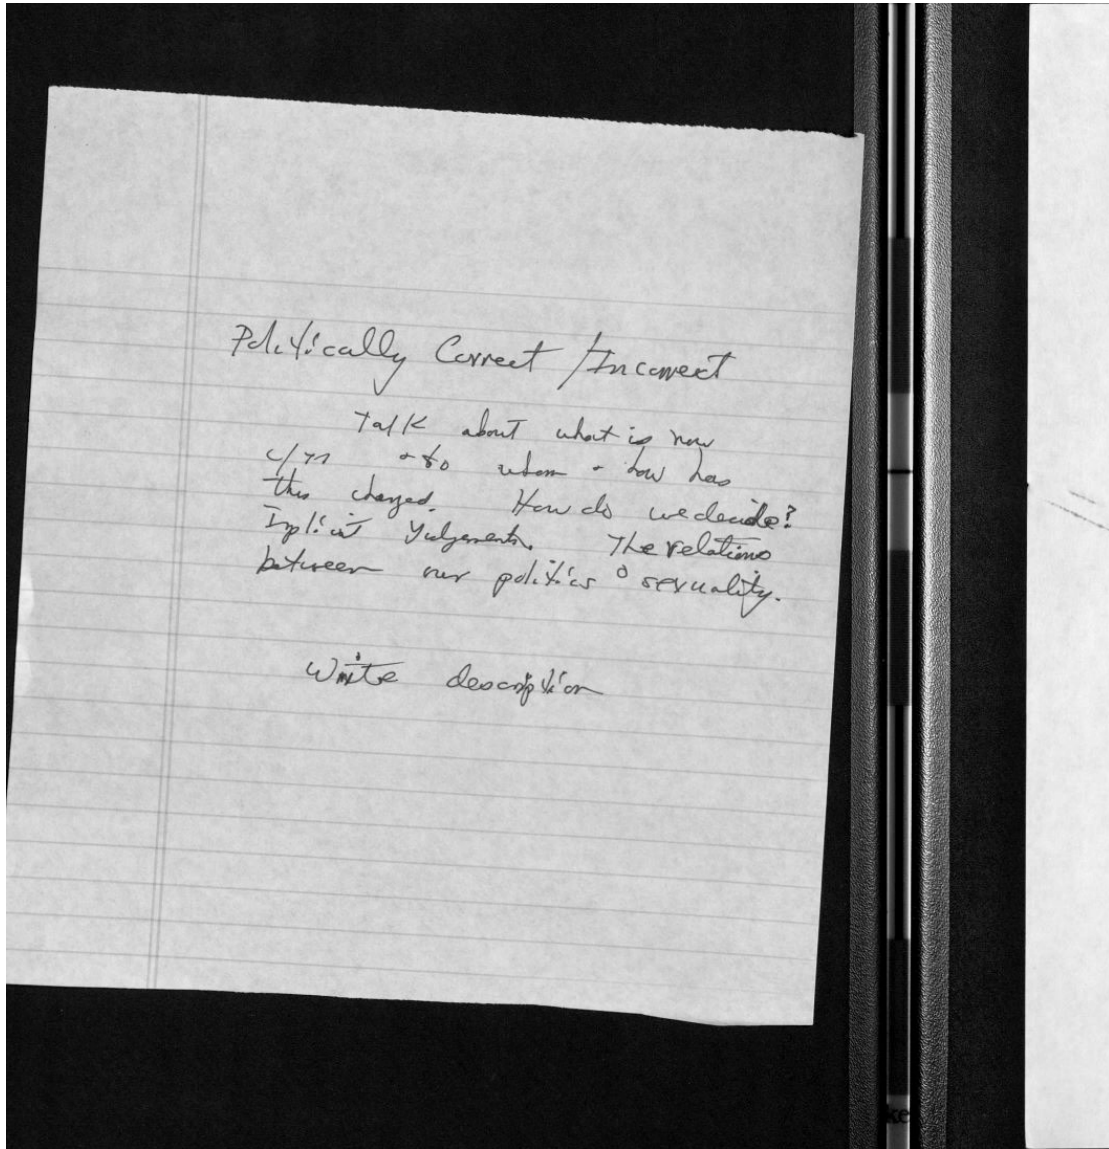 Politically Correct / Incorrect
Talk about what is now
+ to whom + how has
this changed. How do we decide?
Implicit Judgements. The relations
between our politics & sexuality.
Write description
ke